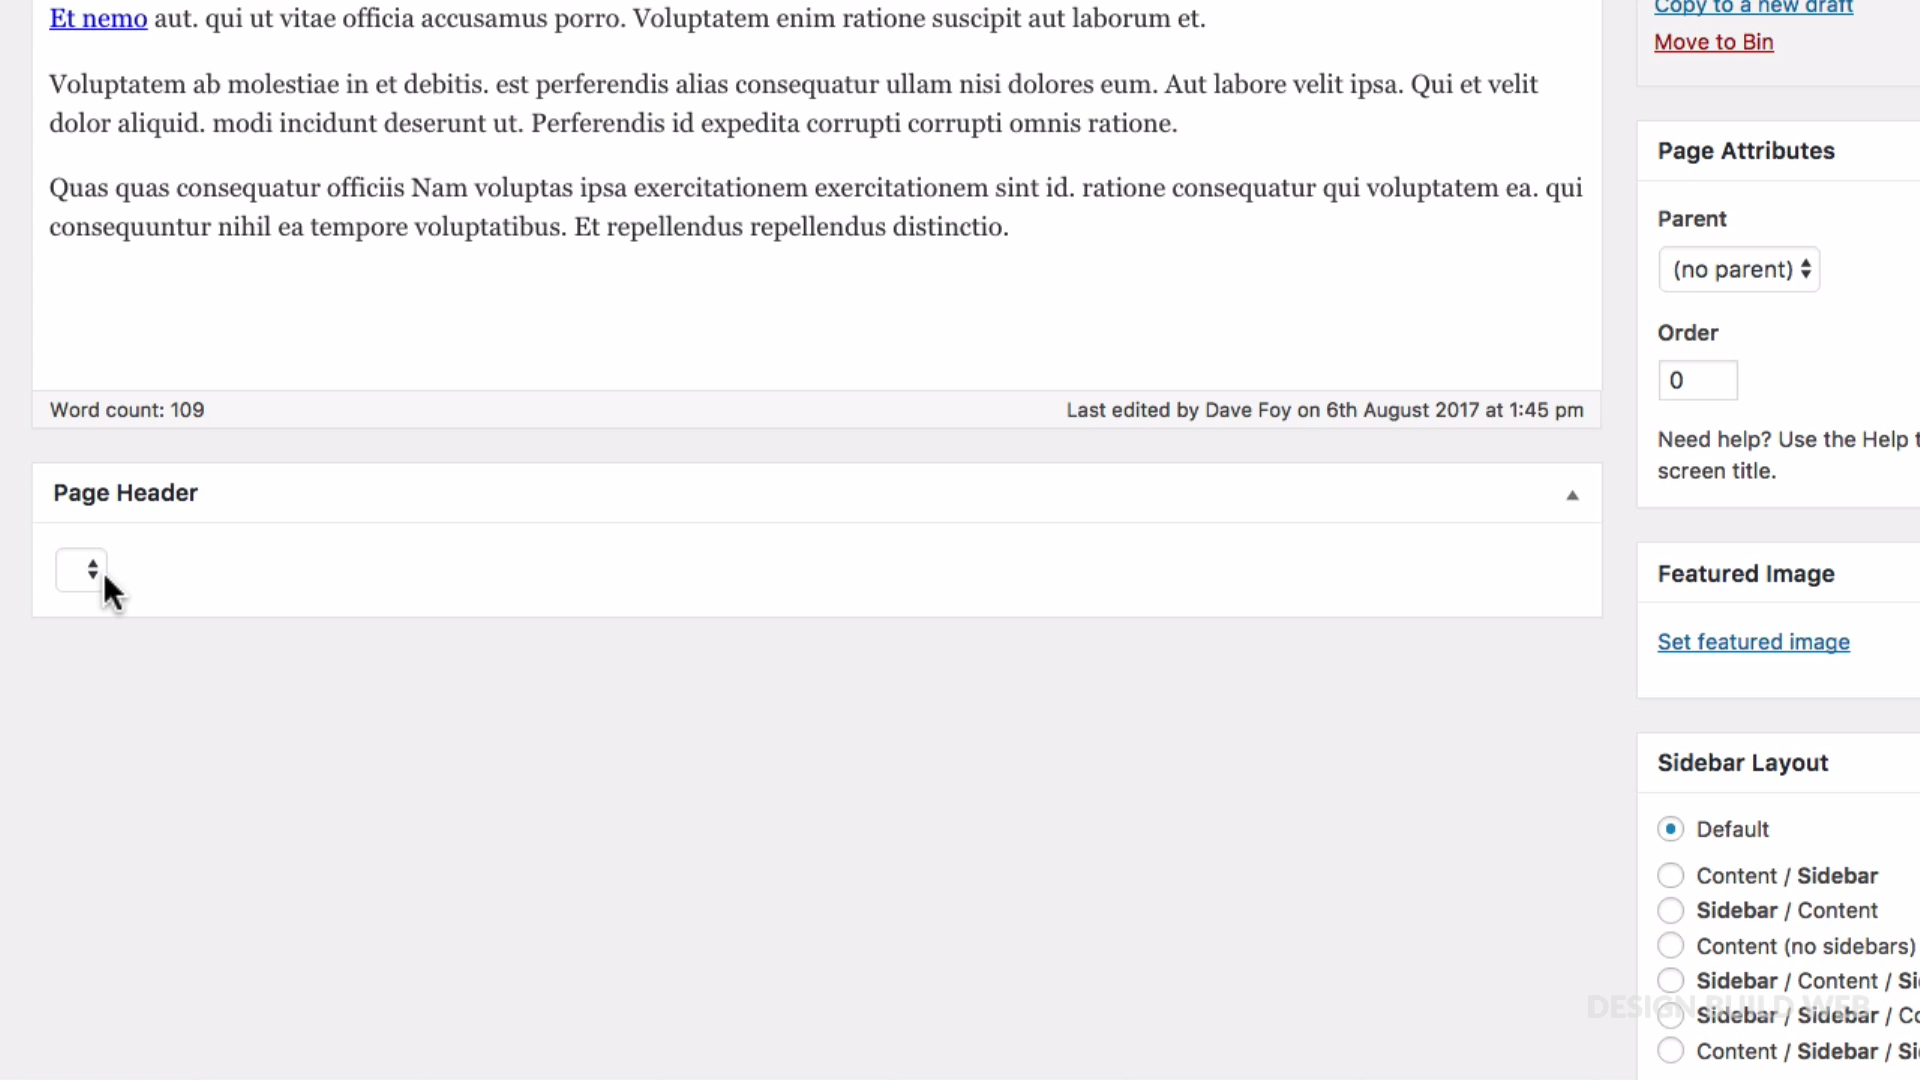 Et nemo aut. qui ut vitae officia accusamus porro. Voluptatem enim ratione suscipit aut laborum et.
Voluptatem ab molestiae in et debitis. est perferendis alias consequatur ullam nisi dolores eum. Aut labore velit ipsa. Qui et velit
dolor aliquid. modi incidunt deserunt ut. Perferendis id expedita corrupti corrupti omnis ratione.
Quas quas consequatur officiis Nam voluptas ipsa exercitationem exercitationem sint id. ratione consequatur qui voluptatem ea. qui
consequuntur nihil ea tempore voluptatibus. Et repellendus repellendus distinctio.
Word count: 109
Last edited by Dave Foy on 6th August 2017 at 1:45 pm
Page Header
Copy to a new draft
Move to Bin
Page Attributes
Parent
(no parent)
Order
0
Need help? Use the Help
screen title.
Featured Image
Set featured image
Sidebar Layout
Default
Content / Sidebar
Sidebar / Content
Content (no sidebars)
Sidebar / Content /
Sidebar / Sidebar /
Content / Sidebar /
DESIGN BUILD WEB